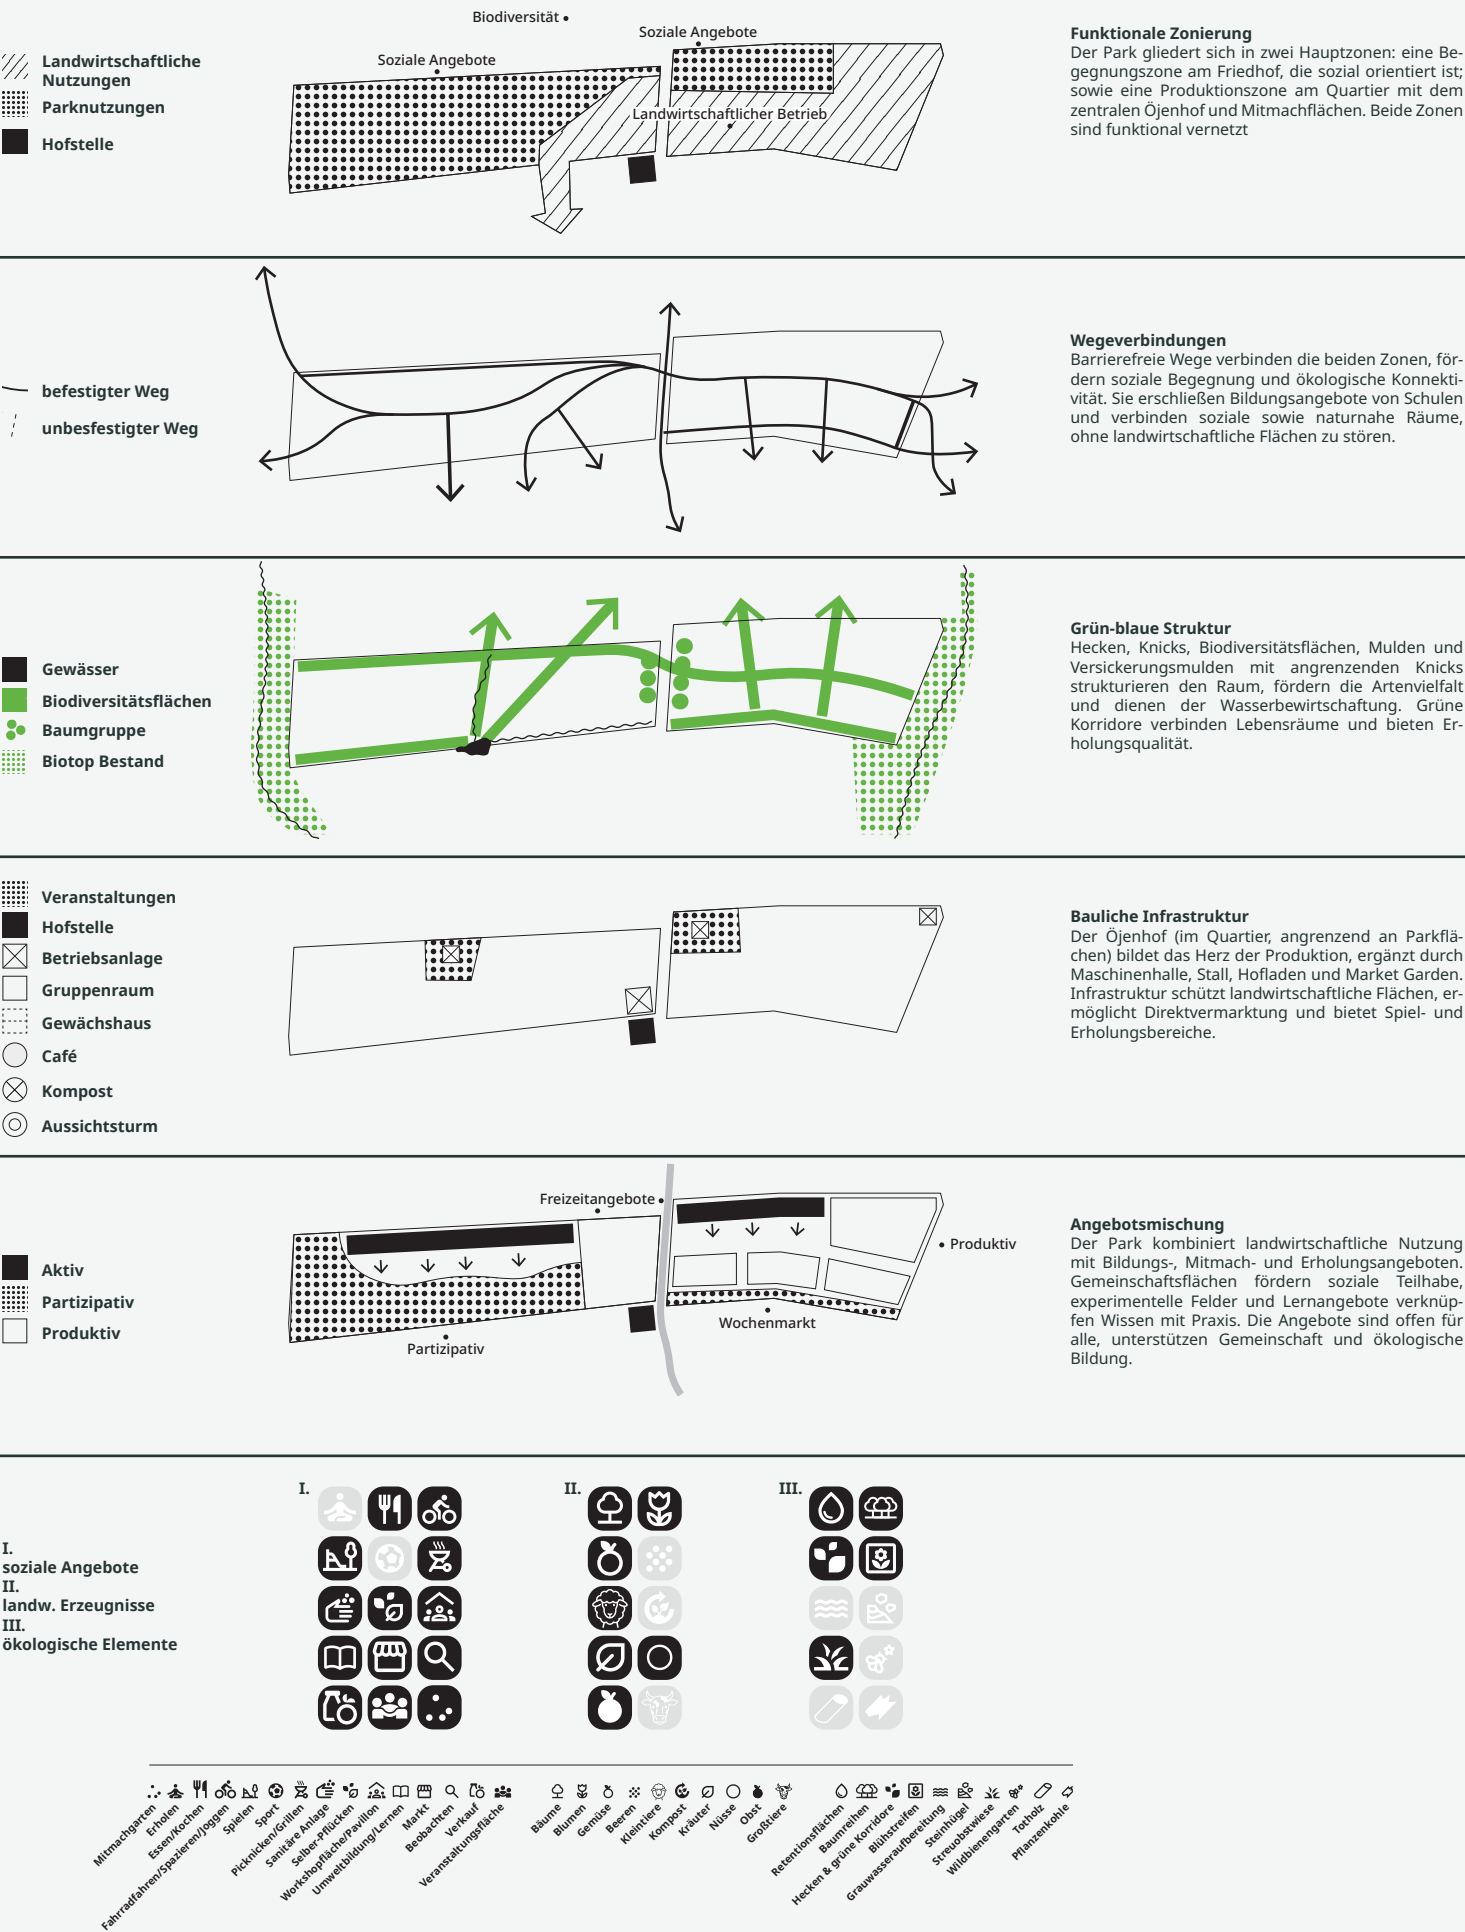 Biodiversität
Soziale Angebote
Soziale Angebote
Landwirtschaftlicher Betrieb
Landwirtschaftliche
Nutzungen
Parknutzungen
Hofstelle
Funktionale Zonierung
Der Park gliedert sich in zwei Hauptzonen: eine Be-
gegnungszone am Friedhof, die sozial orientiert ist;
sowie eine Produktionszone am Quartier mit dem
zentralen Öjenhof und Mitmachflächen. Beide Zonen
sind funktional vernetzt
befestigter Weg
unbesfestigter Weg
Wegeverbindungen
Barrierefreie Wege verbinden die beiden Zonen, för-
dern soziale Begegnung und ökologische Konnekti-
vität. Sie erschließen Bildungsangebote von Schulen
und verbinden soziale sowie naturnahe Räume,
ohne landwirtschaftliche Flächen zu stören.
Gewässer
Biodiversitätsflächen
Baumgruppe
Biotop Bestand
Grün-blaue Struktur
Hecken, Knicks, Biodiversitätsflächen, Mulden und
Versickerungsmulden mit angrenzenden Knicks
strukturieren den Raum, fördern die Artenvielfalt
und dienen der Wasserbewirtschaftung. Grüne
Korridore verbinden Lebensräume und bieten Er-
holungsqualität.
Veranstaltungen
Hofstelle
Betriebsanlage
Gruppenraum
Gewächshaus
Café
Kompost
Aussichtsturm
Bauliche Infrastruktur
Der Öjenhof (im Quartier, angrenzend an Parkflä-
chen) bildet das Herz der Produktion, ergänzt durch
Maschinenhalle, Stall, Hofladen und Market Garden.
Infrastruktur schützt landwirtschaftliche Flächen, er-
möglicht Direktvermarktung und bietet Spiel- und
Erholungsbereiche.
Aktiv
Partizipativ
Produktiv
Freizeitangebote
Produktiv
Wochenmarkt
Partizipativ
Angebotsmischung
Der Park kombiniert landwirtschaftliche Nutzung
mit Bildungs-, Mitmach- und Erholungsangeboten.
Gemeinschaftsflächen fördern soziale Teilhabe,
experimentelle Felder und Lernangebote verknüp-
fen Wissen mit Praxis. Die Angebote sind offen für
alle, unterstützen Gemeinschaft und ökologische
Bildung.
I.
soziale Angebote
II.
landw. Erzeugnisse
III.
ökologische Elemente
I.
II.
III.
Mitmachgarten
Erholen
Essen/Kochen
Fahrradfahren/Spazieren/Joggen
Spielen
Sport
Picknicken/Grillen
Sanitäre Anlage
Selber-Pflücken
Workshopfläche/Pavillon
Umweltbildung/Lernen
Markt
Beobachten
Verkauf
Veranstaltungsfläche
Bäume
Blumen
Gemüse
Beeren
Kleintiere
Kompost
Kräuter
Nüsse
Obst
Großtiere
Retentionsflächen
Baumreihen
Hecken & grüne Korridore
Blühstreifen
Grauwasseraufbereitung
Steinhügel
Streuobstwiese
Wildbienengarten
Totholz
Pflanzenkohle